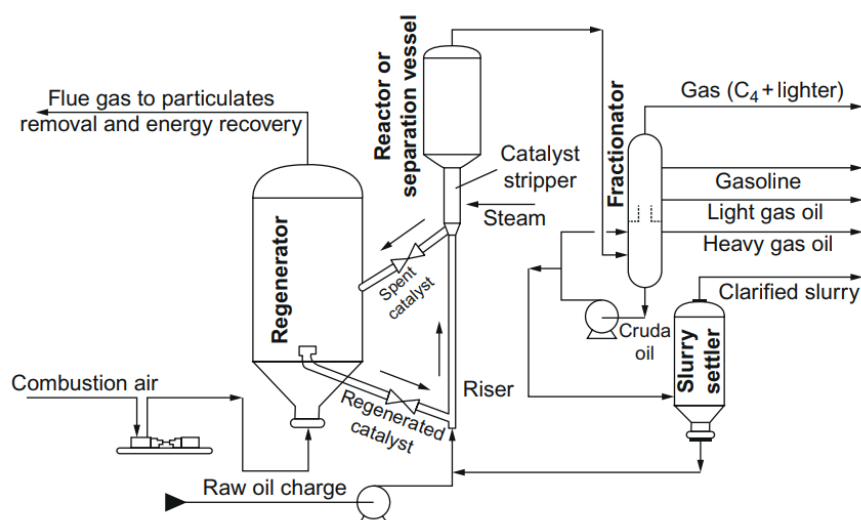 Flue gas to particulates
removal and energy recovery
Reactor or
separation vessel
Catalyst
stripper
Steam
Fractionator
Gas (C₄ + lighter)
Gasoline
Light gas oil
Heavy gas oil
Clarified slurry
Regenerator
Spent
catalyst
Cruda
oil
Slurry
settler
Combustion air
Regenerated
catalyst
Riser
Raw oil charge